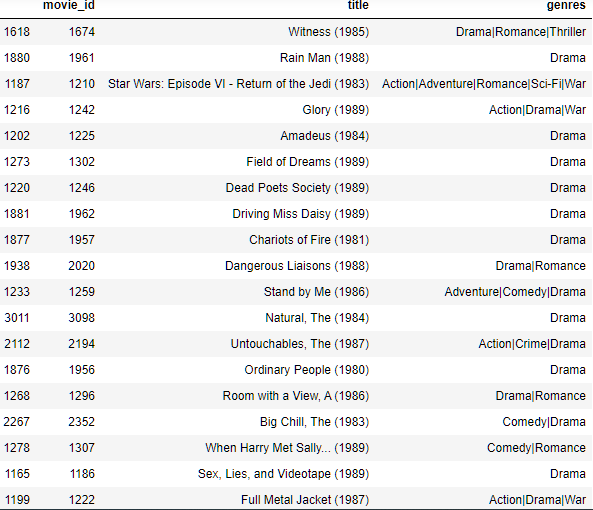 movie_id title genres
1618 1674 Witness (1985) Drama|Romance|Thriller
1880 1961 Rain Man (1988) Drama
1187 1210 Star Wars: Episode VI - Return of the Jedi (1983) Action|Adventure|Romance|Sci-Fi|War
1216 1242 Glory (1989) Action|Drama|War
1202 1225 Amadeus (1984) Drama
1273 1302 Field of Dreams (1989) Drama
1220 1246 Dead Poets Society (1989) Drama
1881 1962 Driving Miss Daisy (1989) Drama
1877 1957 Chariots of Fire (1981) Drama
1938 2020 Dangerous Liaisons (1988) Drama|Romance
1233 1259 Stand by Me (1986) Adventure|Comedy|Drama
3011 3098 Natural, The (1984) Drama
2112 2194 Untouchables, The (1987) Action|Crime|Drama
1876 1956 Ordinary People (1980) Drama
1268 1296 Room with a View, A (1986) Drama|Romance
2267 2352 Big Chill, The (1983) Comedy|Drama
1278 1307 When Harry Met Sally... (1989) Comedy|Romance
1165 1186 Sex, Lies, and Videotape (1989) Drama
1199 1222 Full Metal Jacket (1987) Action|Drama|War